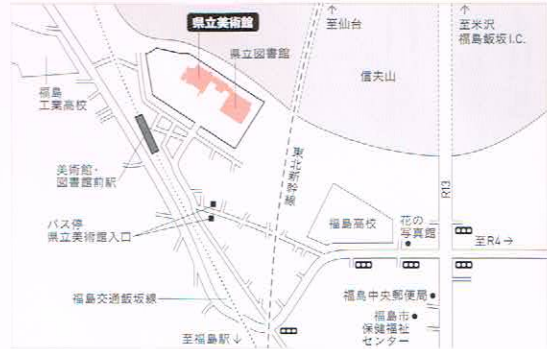 県立美術館
県立図書館
↑
至仙台
↑
至米沢
福島飯坂I.C.
信夫山
福島
工業高校
美術館・
図書館前駅
東北新幹線
バス停
県立美術館入口
福島高校
花の
写真館
R13
至R4→
福島交通飯坂線
福島中央郵便局
福島市
保健福祉
センター
至福島駅↓